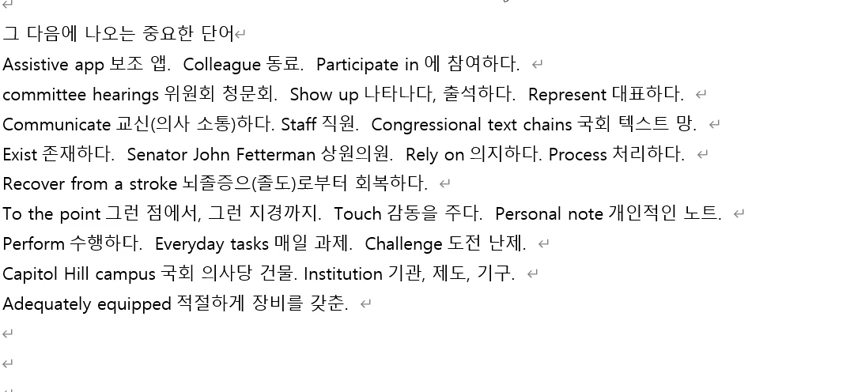 그 다음에 나오는 중요한 단어
Assistive app 보조 앱.  Colleague 동료.  Participate in 에 참여하다.
committee hearings 위원회 청문회.  Show up 나타나다, 출석하다.  Represent 대표하다.
Communicate 교신(의사 소통)하다. Staff 직원.  Congressional text chains 국회 텍스트 망.
Exist 존재하다.  Senator John Fetterman 상원의원.  Rely on 의지하다. Process 처리하다.
Recover from a stroke 뇌졸증으(졸도)로부터 회복하다.
To the point 그런 점에서, 그런 지경까지.  Touch 감동을 주다.  Personal note 개인적인 노트.
Perform 수행하다.  Everyday tasks 매일 과제.  Challenge 도전 난제.
Capitol Hill campus 국회 의사당 건물. Institution 기관, 제도, 기구.
Adequately equipped 적절하게 장비를 갖춘.